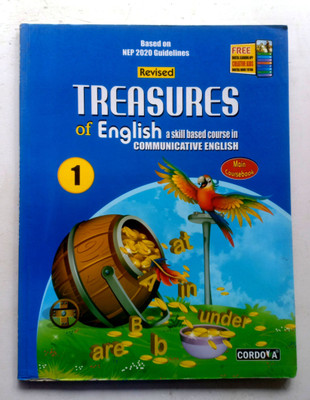 Based on
NEP 2020 Guidelines
FREE
Revised
TREASURES
of English a skill based course in
COMMUNICATIVE ENGLISH
1
Main
Coursebook
at
A
in
B
under
are
b
CORDOVA